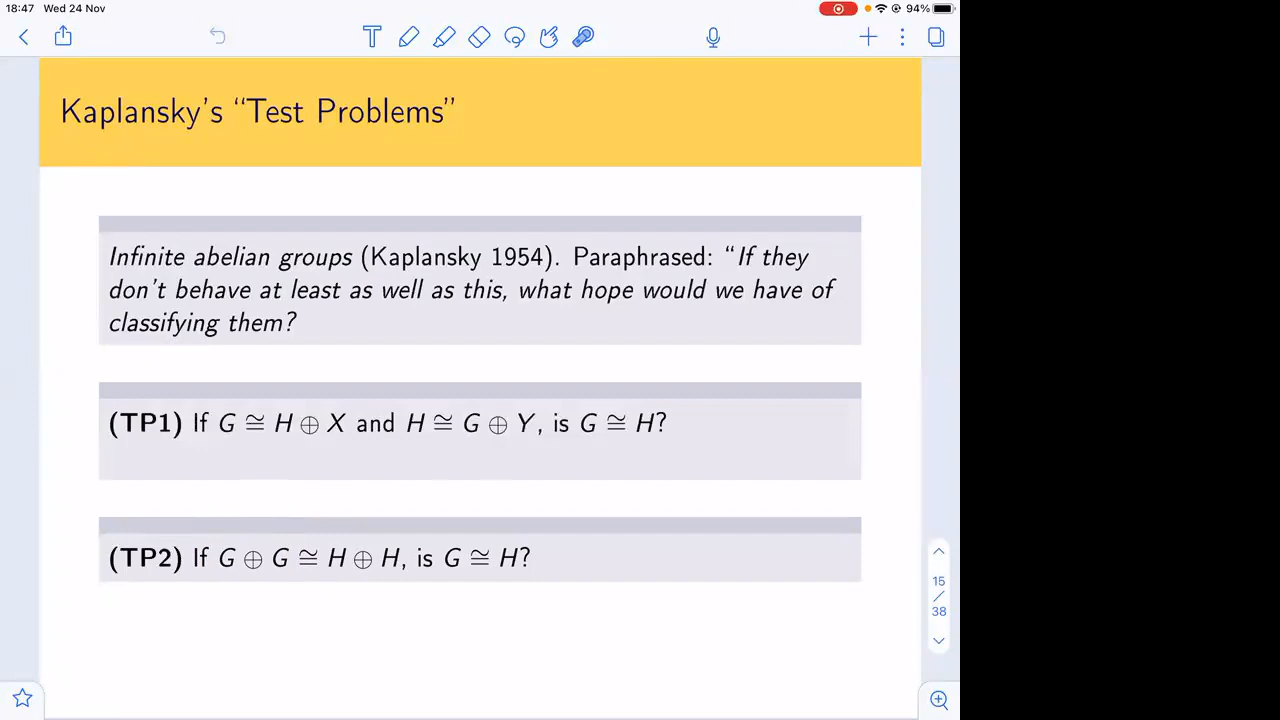 18:47 Wed 24 Nov
94%
Kaplansky's “Test Problems”
Infinite abelian groups (Kaplansky 1954). Paraphrased: “If they
don't behave at least as well as this, what hope would we have of
classifying them?
(TP1) If G ≅ H ⊕ X and H ≅ G ⊕ Y, is G ≅ H?
(TP2) If G ⊕ G ≅ H ⊕ H, is G ≅ H?
15
/
38